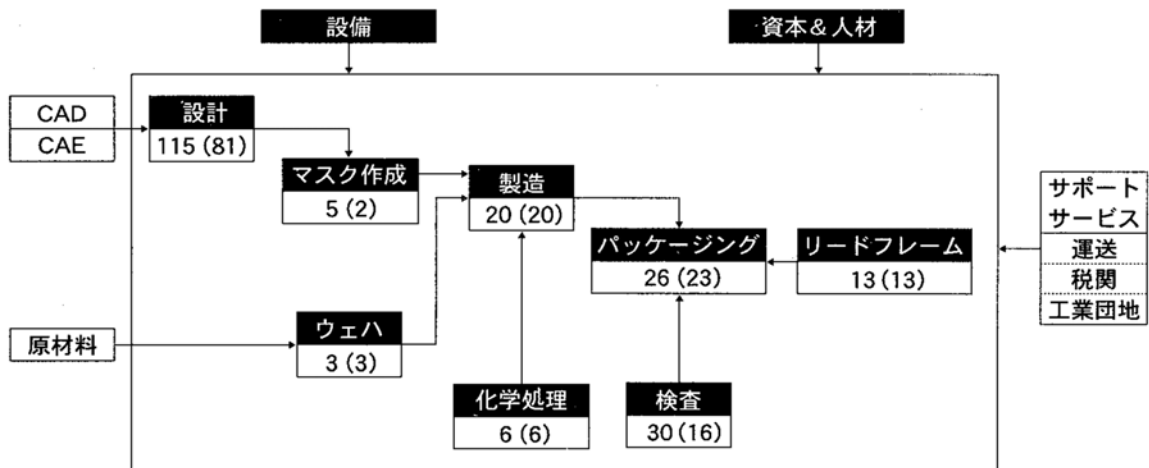 設備
資本&人材
CAD
CAE
設計
115 (81)
マスク作成
5 (2)
製造
20 (20)
パッケージング
26 (23)
リードフレーム
13 (13)
サポート
サービス
運送
税関
工業団地
原材料
ウェハ
3 (3)
化学処理
6 (6)
検査
30 (16)